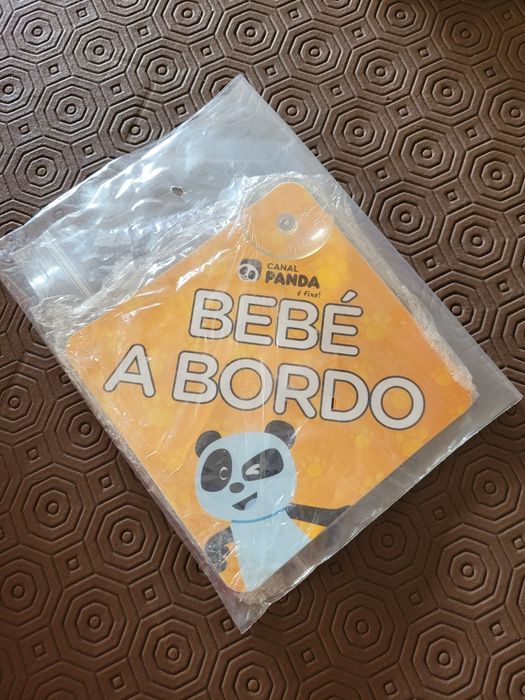 CANAL
PANDA
é fixe!
BEBÉ
A BORDO